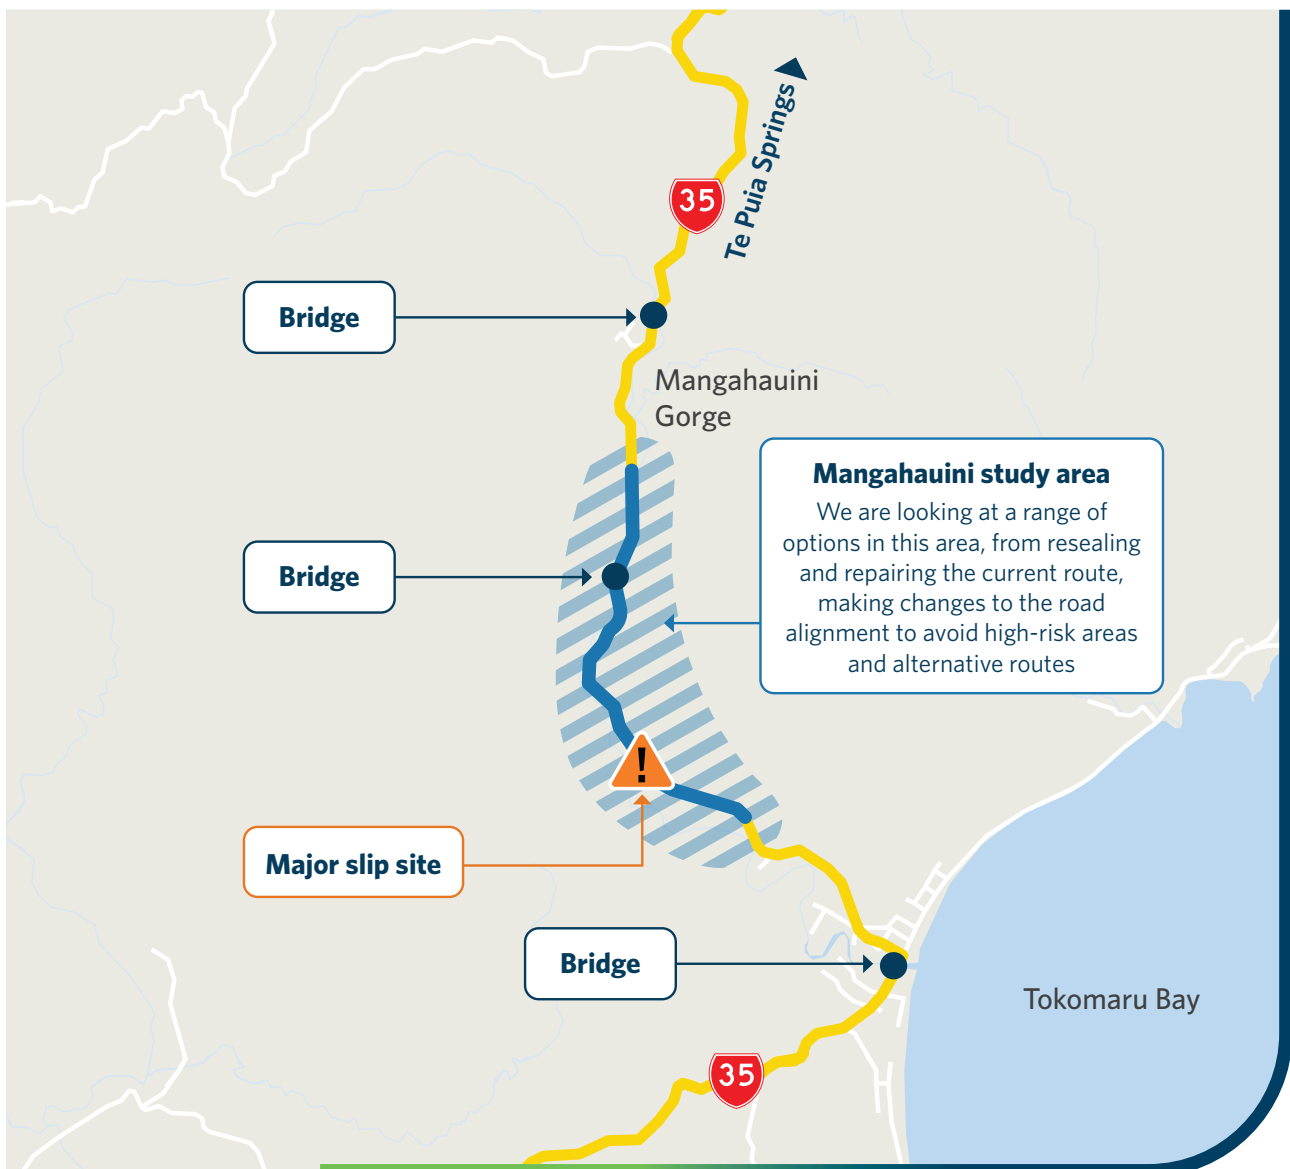 Te Puia Springs
35
Bridge
Mangahauini
Gorge
Mangahauini study area
We are looking at a range of
options in this area, from resealing
and repairing the current route,
making changes to the road
alignment to avoid high-risk areas
and alternative routes
Bridge
!
Major slip site
Bridge
Tokomaru Bay
35